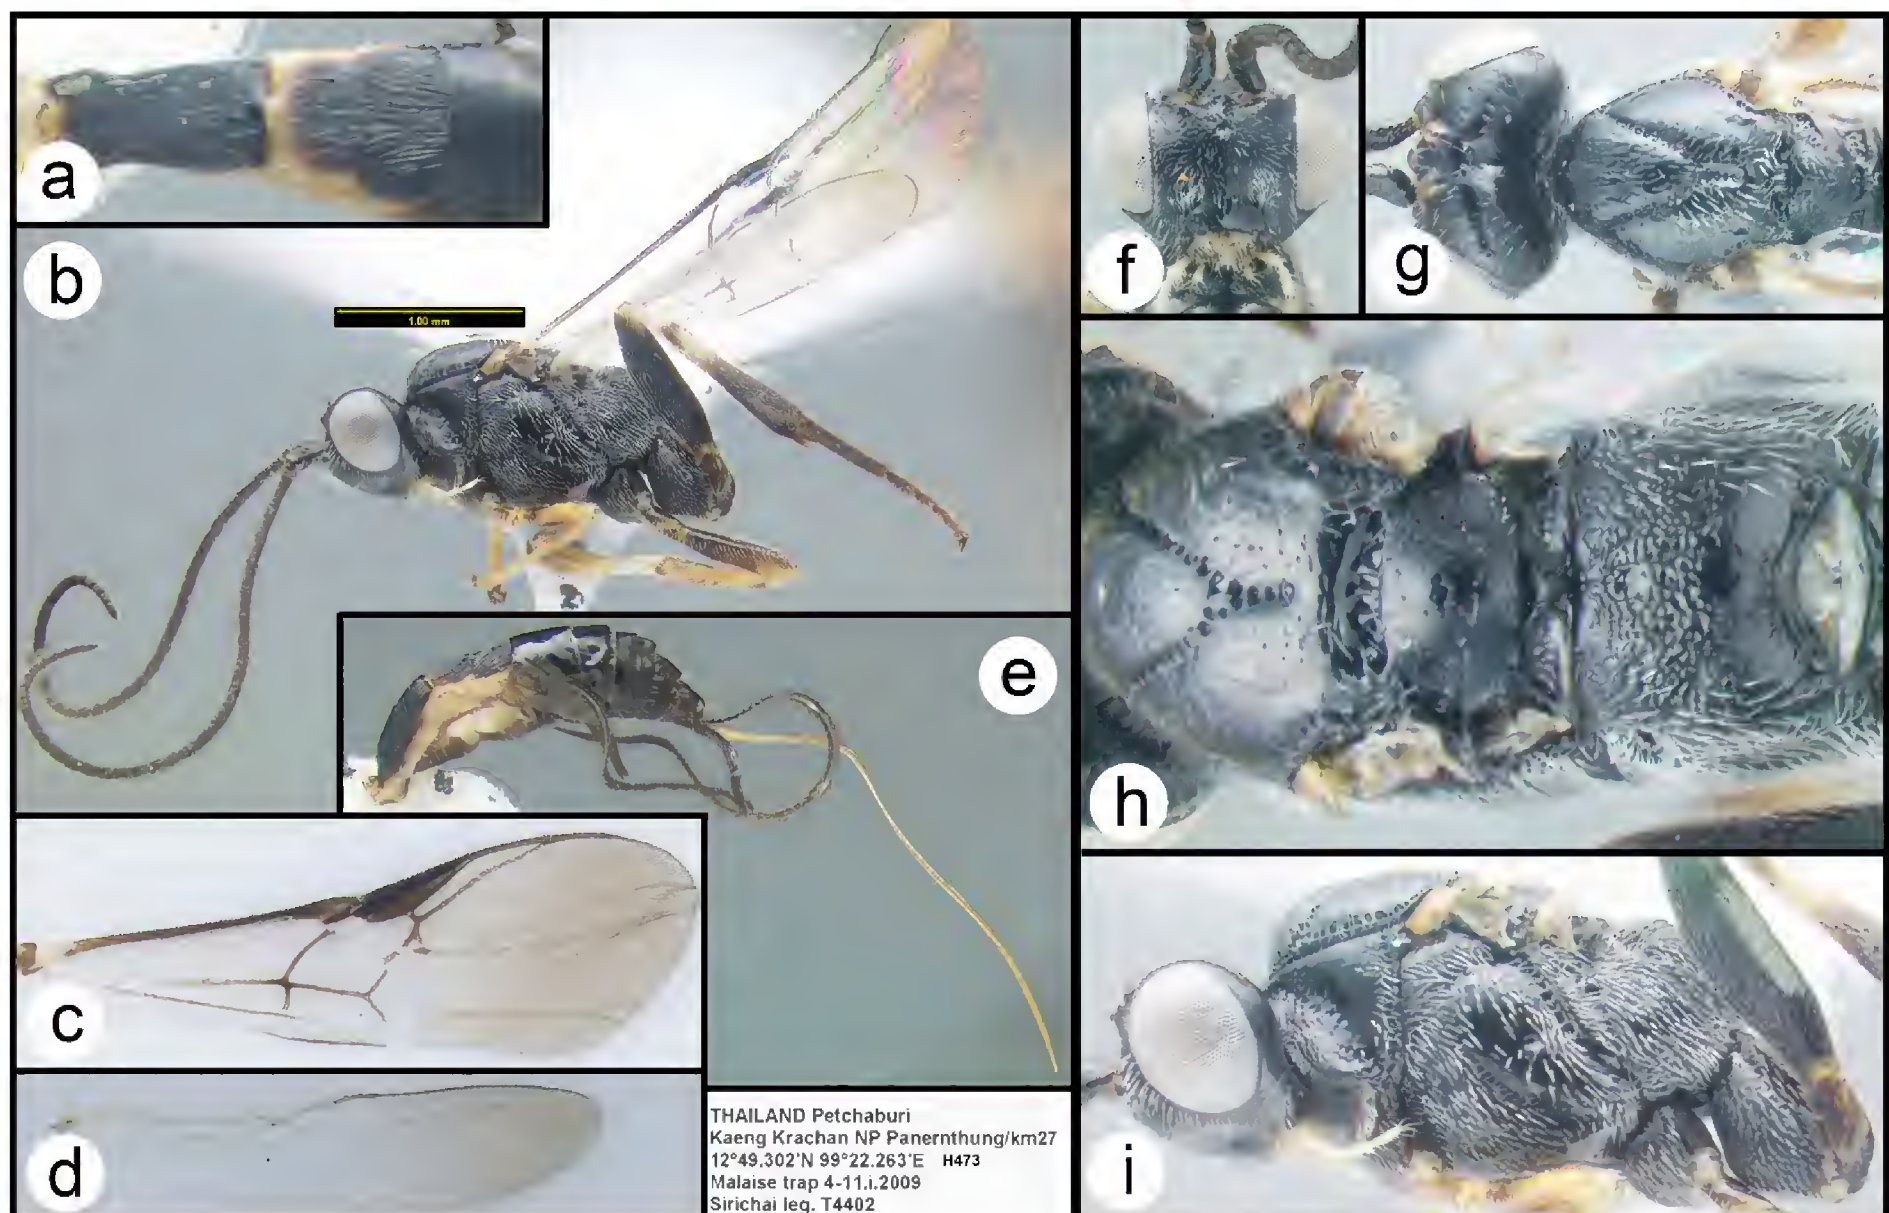 a
b
1.00 mm
c
d
e
f
g
h
i
THAILAND Petchaburi
Kaeng Krachan NP Panernthung/km27
12°49.302'N 99°22.263'E H473
Malaise trap 4-11.i.2009
Sirichai leg. T4402